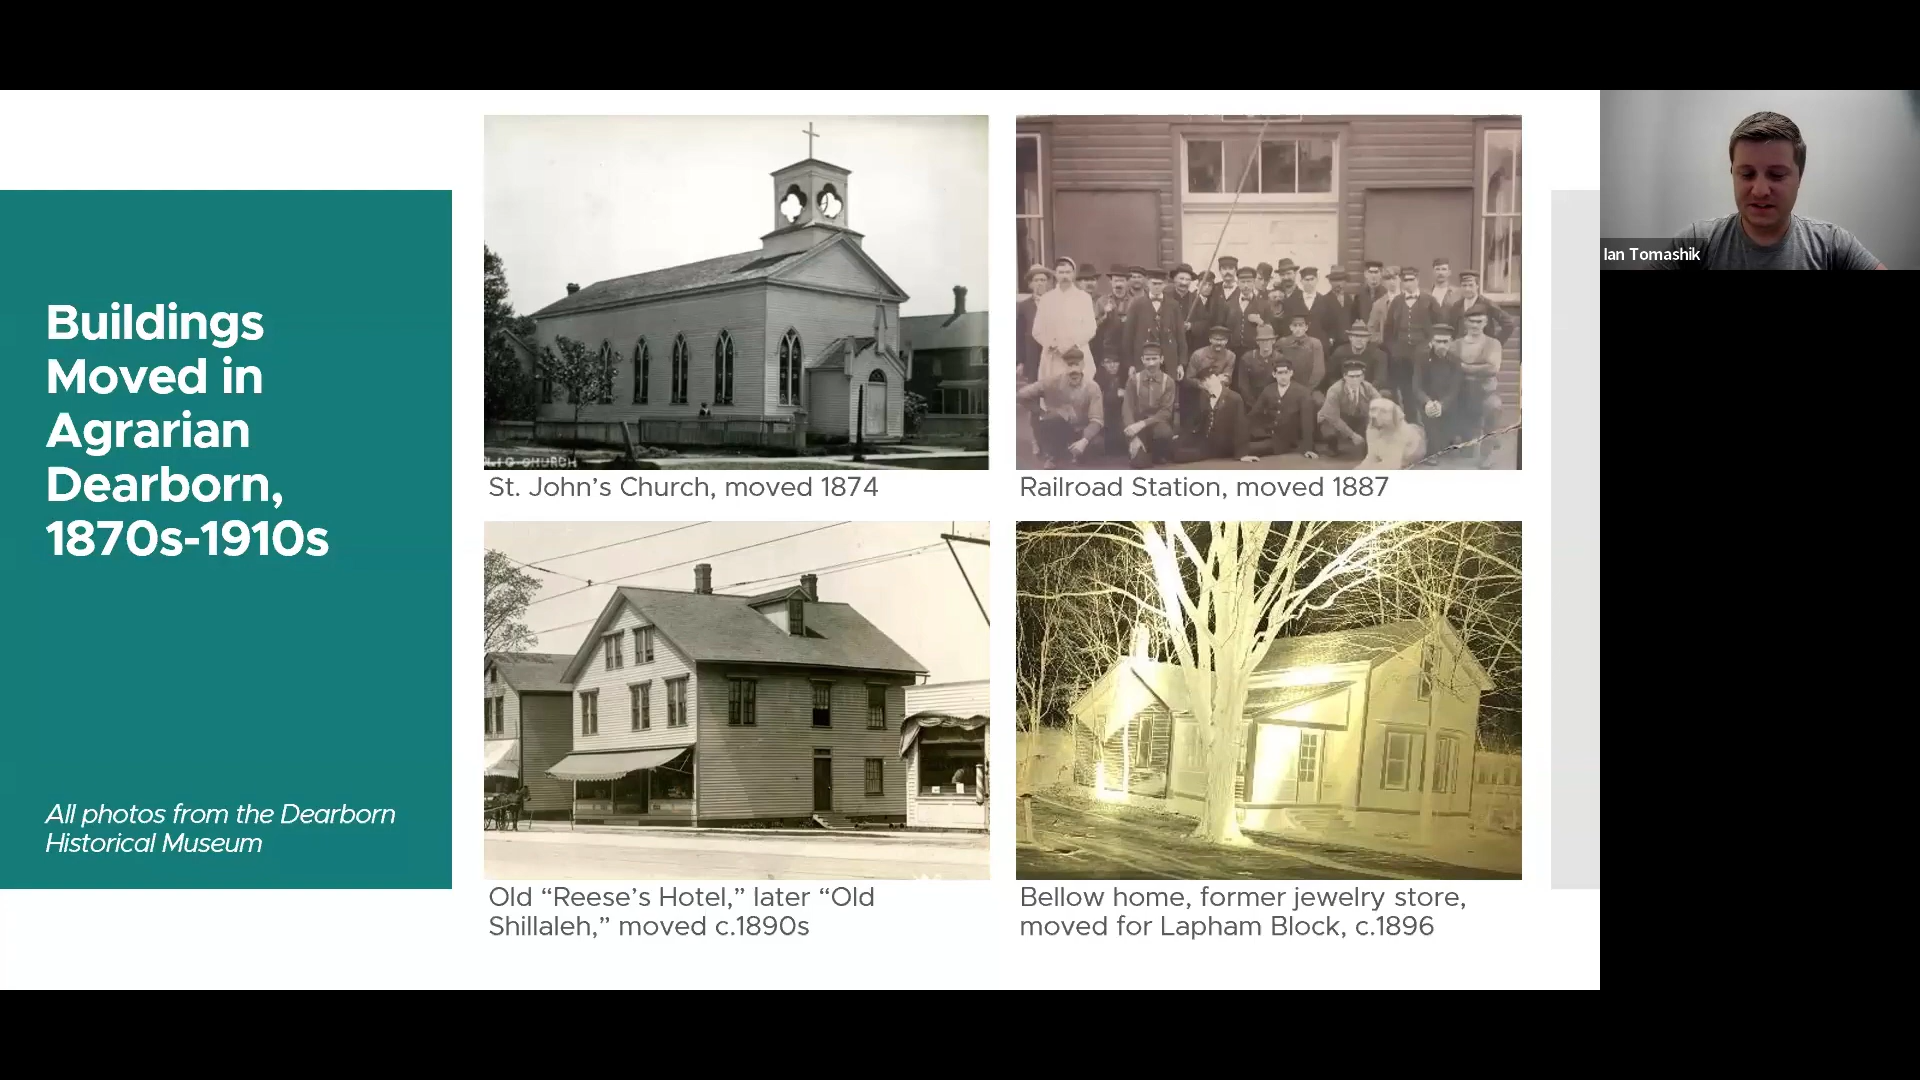 Buildings
Moved in
Agrarian
Dearborn,
1870s-1910s
All photos from the Dearborn
Historical Museum
St. John’s Church, moved 1874
Railroad Station, moved 1887
Old “Reese’s Hotel,” later “Old
Shillaleh,” moved c.1890s
Bellow home, former jewelry store,
moved for Lapham Block, c.1896
Ian Tomashik
CHURCH